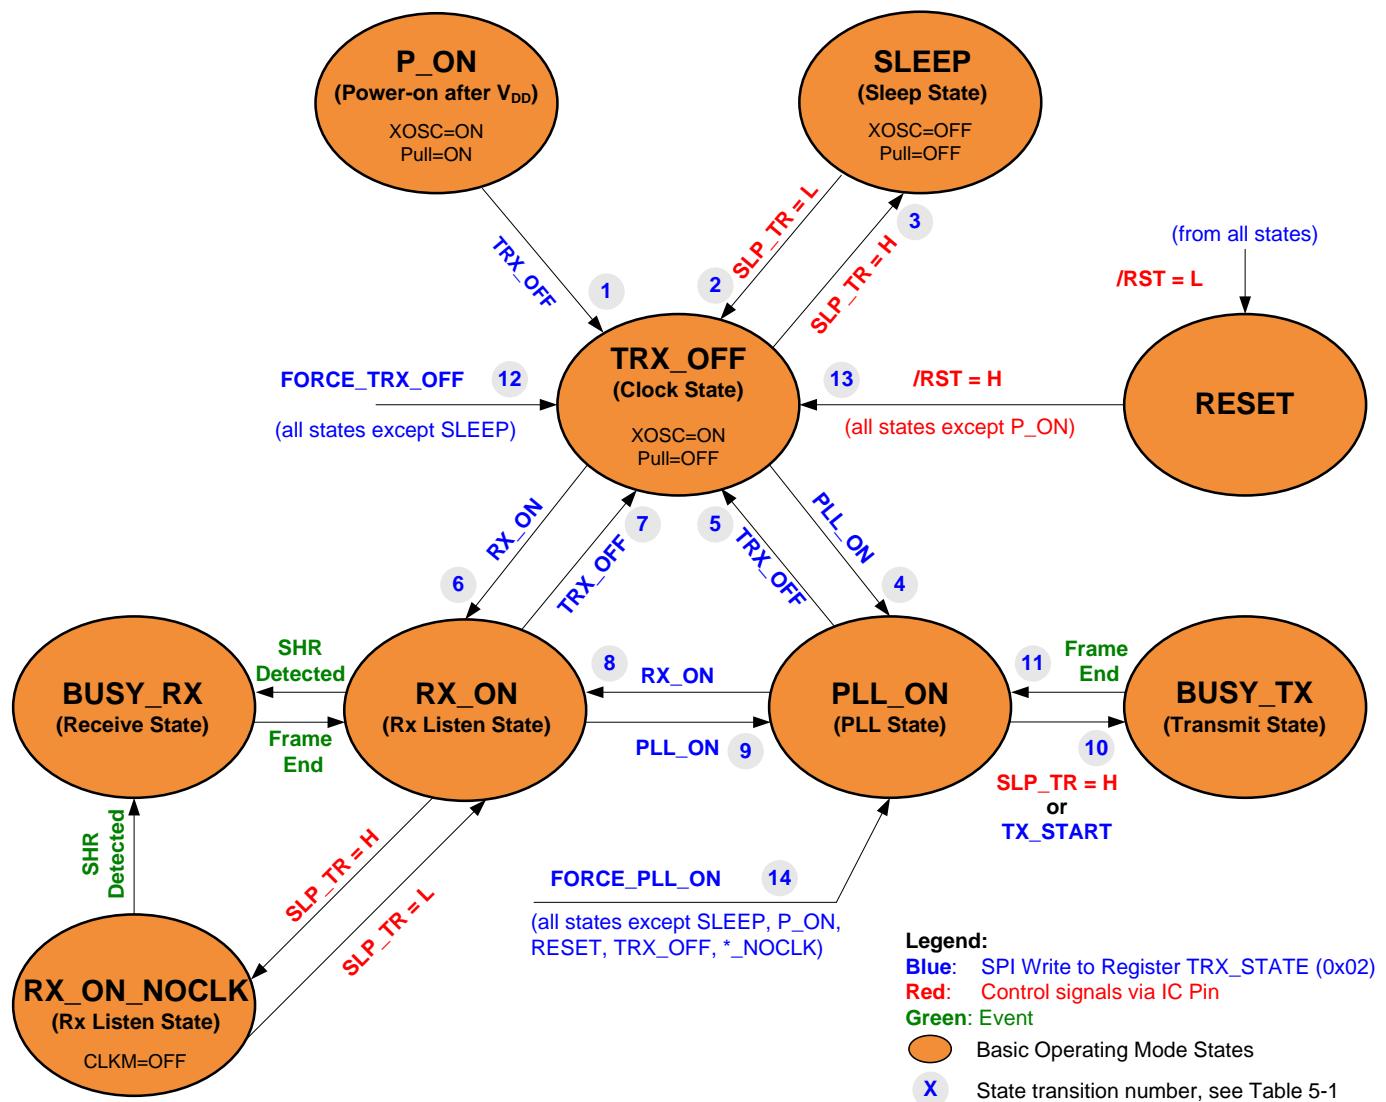 P_ON
(Power-on after VDD)
XOSC=ON
Pull=ON
SLEEP
(Sleep State)
XOSC=OFF
Pull=OFF
TRX_OFF
1
2
SLP_TR = L
SLP_TR = H
3
(from all states)
/RST = L
RESET
FORCE_TRX_OFF
12
(all states except SLEEP)
TRX_OFF
(Clock State)
XOSC=ON
Pull=OFF
13
/RST = H
(all states except P_ON)
RX_ON
6
TRX_OFF
7
5
TRX_OFF
PLL_ON
4
BUSY_RX
(Receive State)
SHR
Detected
Frame
End
RX_ON
(Rx Listen State)
8
RX_ON
PLL_ON
9
PLL_ON
(PLL State)
11
Frame
End
10
SLP_TR = H
or
TX_START
BUSY_TX
(Transmit State)
SHR
Detected
SLP_TR = H
SLP_TR = L
FORCE_PLL_ON
14
(all states except SLEEP, P_ON,
RESET, TRX_OFF, *_NOCLK)
RX_ON_NOCLK
(Rx Listen State)
CLKM=OFF
Legend:
Blue: SPI Write to Register TRX_STATE (0x02)
Red: Control signals via IC Pin
Green: Event
Basic Operating Mode States
X State transition number, see Table 5-1